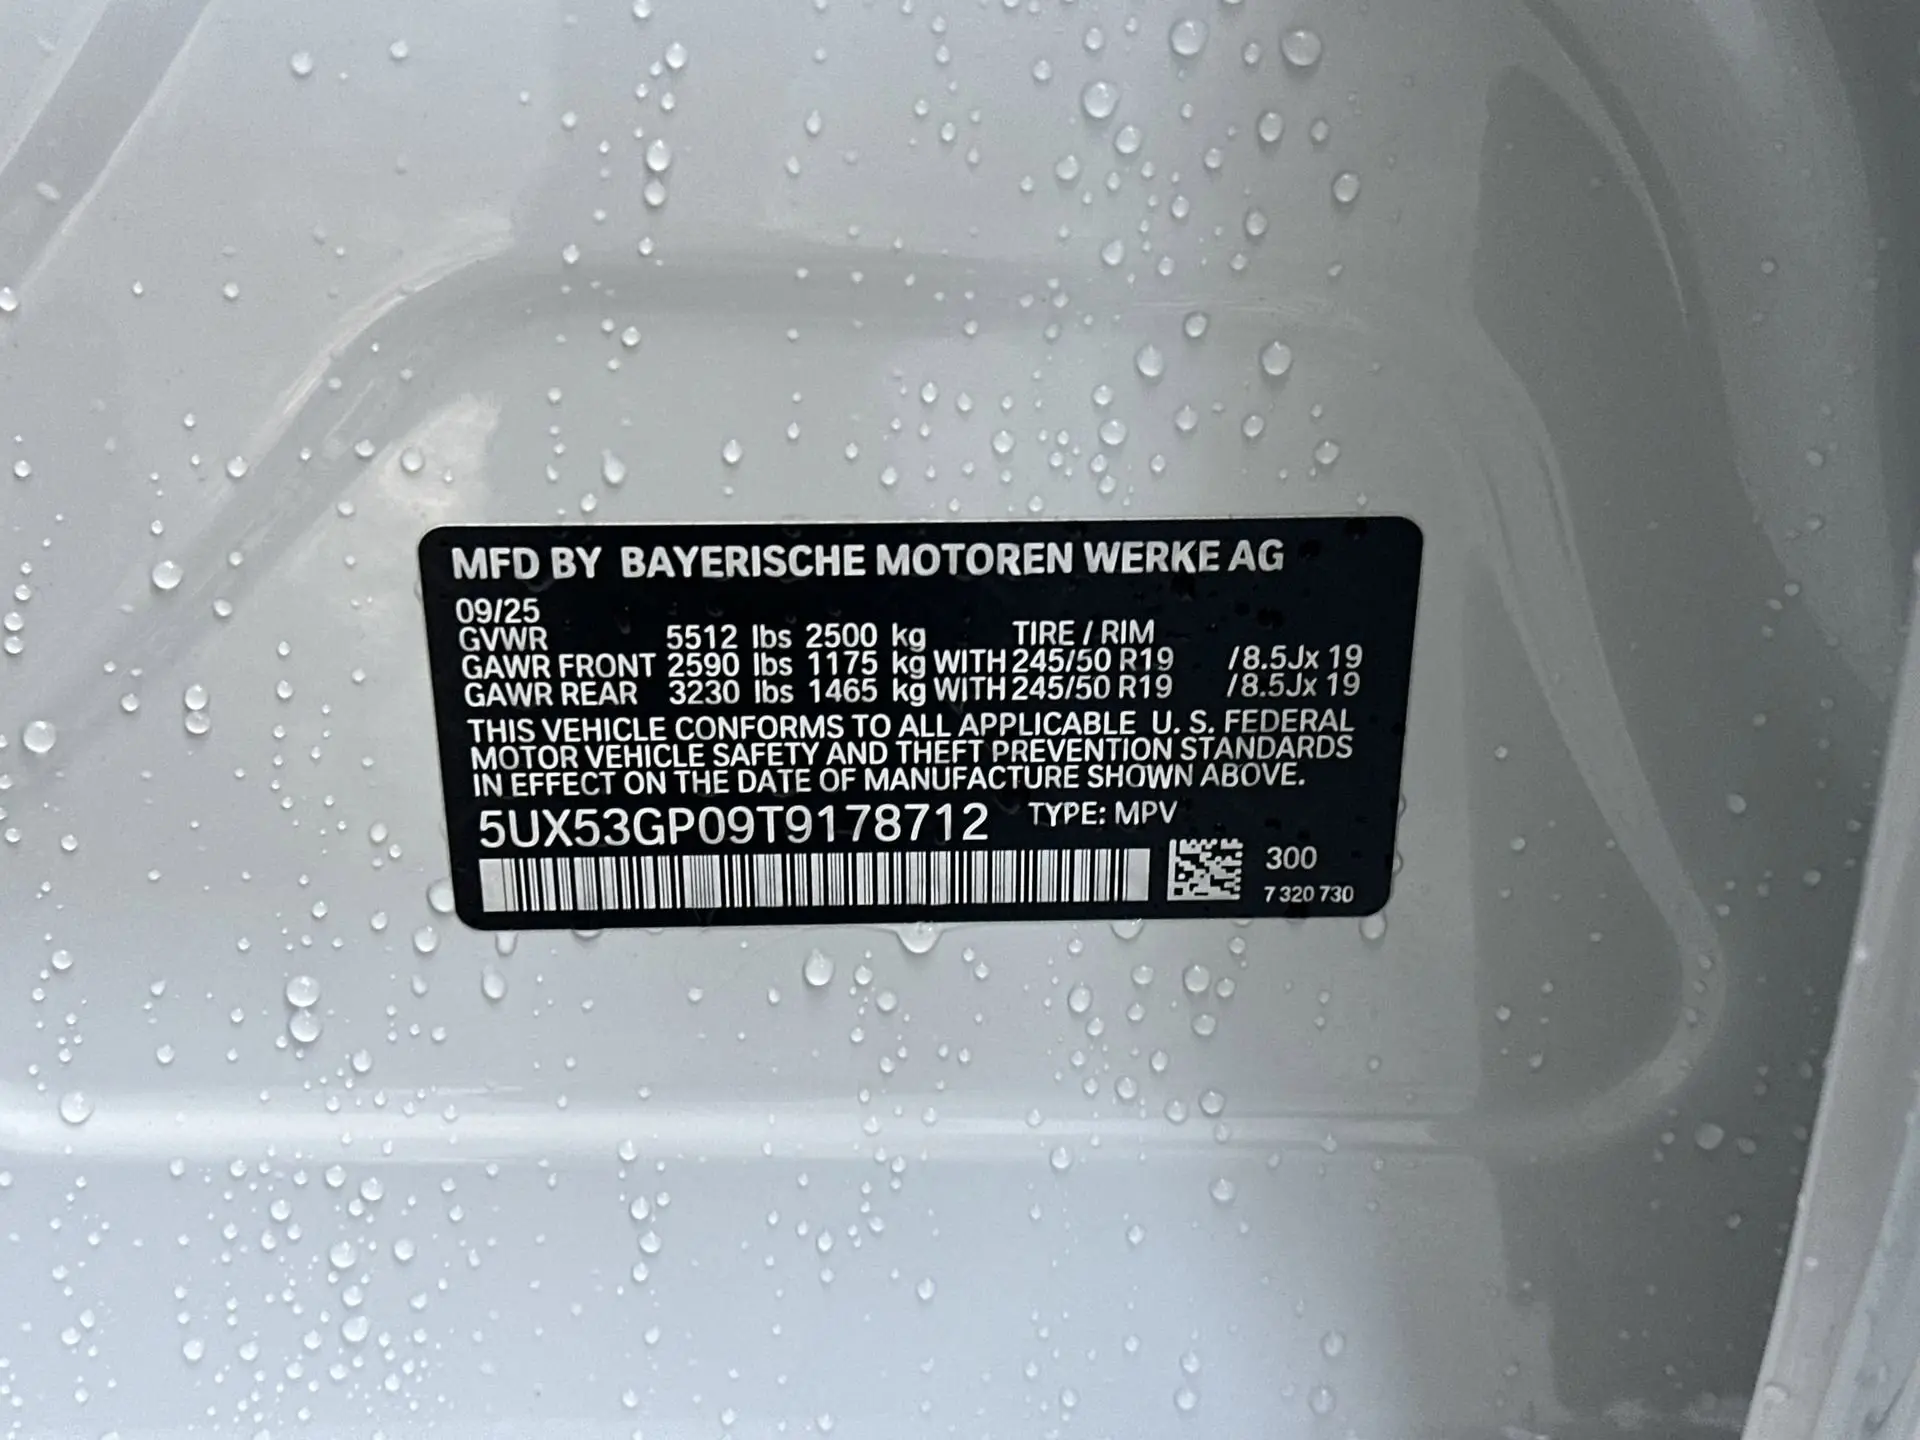 MFD BY BAYERISCHE MOTOREN WERKE AG
09/25
GVWR 5512 lbs 2500 kg TIRE / RIM
GAWR FRONT 2590 lbs 1175 kg WITH 245/50 R19 /8.5Jx 19
GAWR REAR 3230 lbs 1465 kg WITH 245/50 R19 /8.5Jx 19
THIS VEHICLE CONFORMS TO ALL APPLICABLE U. S. FEDERAL
MOTOR VEHICLE SAFETY AND THEFT PREVENTION STANDARDS
IN EFFECT ON THE DATE OF MANUFACTURE SHOWN ABOVE.
5UX53GP09T9178712 TYPE: MPV
300
7 320 730